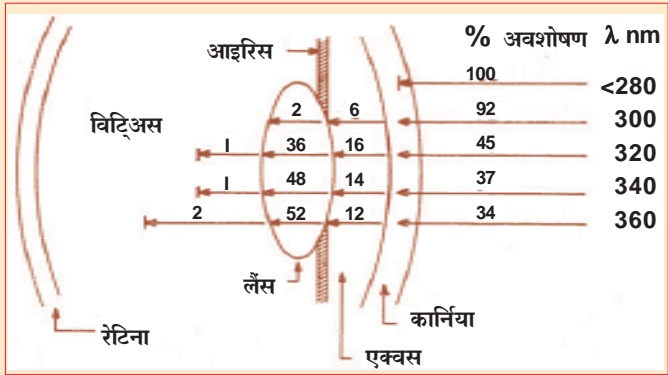 आइरिस % अवशोषण λ nm
100 <280
2 6 92 300
विट्रिअस
I 36 16 45 320
I 48 14 37 340
2 52 12 34 360
लैंस
कार्निया
रेटिना
एक्वस